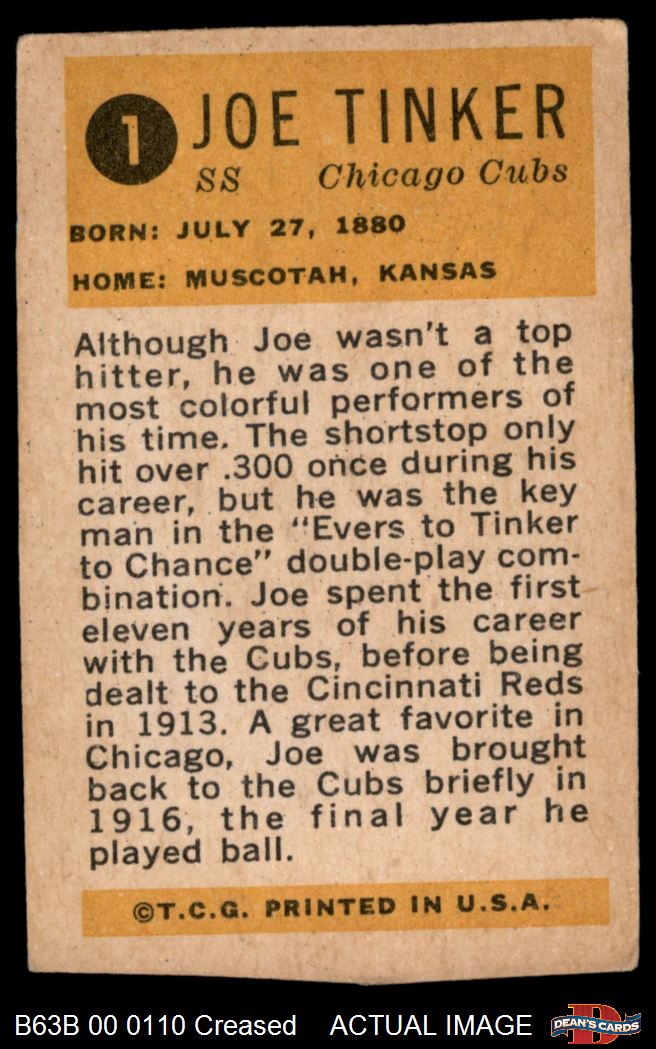 1
JOE TINKER
SS Chicago Cubs
BORN: JULY 27, 1880
HOME: MUSCOTAH, KANSAS
Although Joe wasn't a top
hitter, he was one of the
most colorful performers of
his time. The shortstop only
hit over .300 once during his
career, but he was the key
man in the "Evers to Tinker
to Chance" double-play com-
bination. Joe spent the first
eleven years of his career
with the Cubs, before being
dealt to the Cincinnati Reds
in 1913. A great favorite in
Chicago, Joe was brought
back to the Cubs briefly in
1916, the final year he
played ball.
©T.C.G. PRINTED IN U.S.A.
B63B 00 0110 Creased ACTUAL IMAGE
D
DEAN'S CARDS